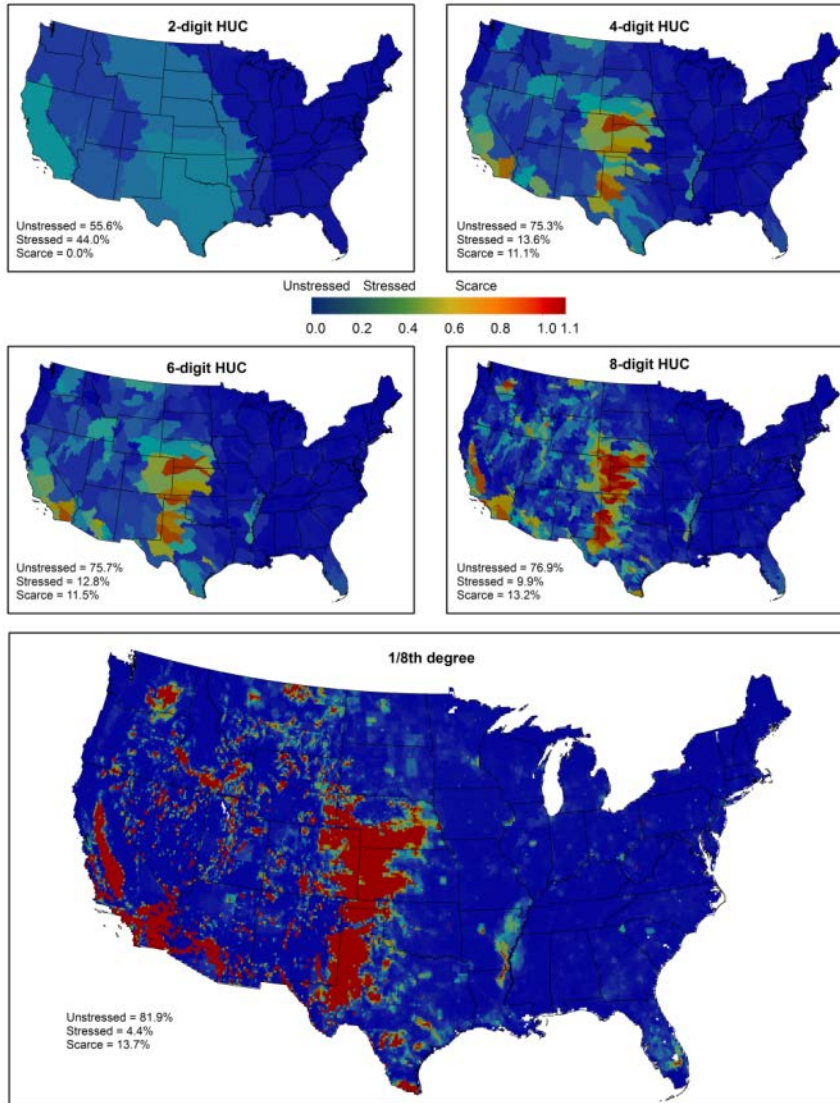 2-digit HUC
Unstressed = 55.6%
Stressed = 44.0%
Scarce = 0.0%
4-digit HUC
Unstressed = 75.3%
Stressed = 13.6%
Scarce = 11.1%
Unstressed Stressed Scarce
0.0 0.2 0.4 0.6 0.8 1.0 1.1
6-digit HUC
Unstressed = 75.7%
Stressed = 12.8%
Scarce = 11.5%
8-digit HUC
Unstressed = 76.9%
Stressed = 9.9%
Scarce = 13.2%
1/8th degree
Unstressed = 81.9%
Stressed = 4.4%
Scarce = 13.7%